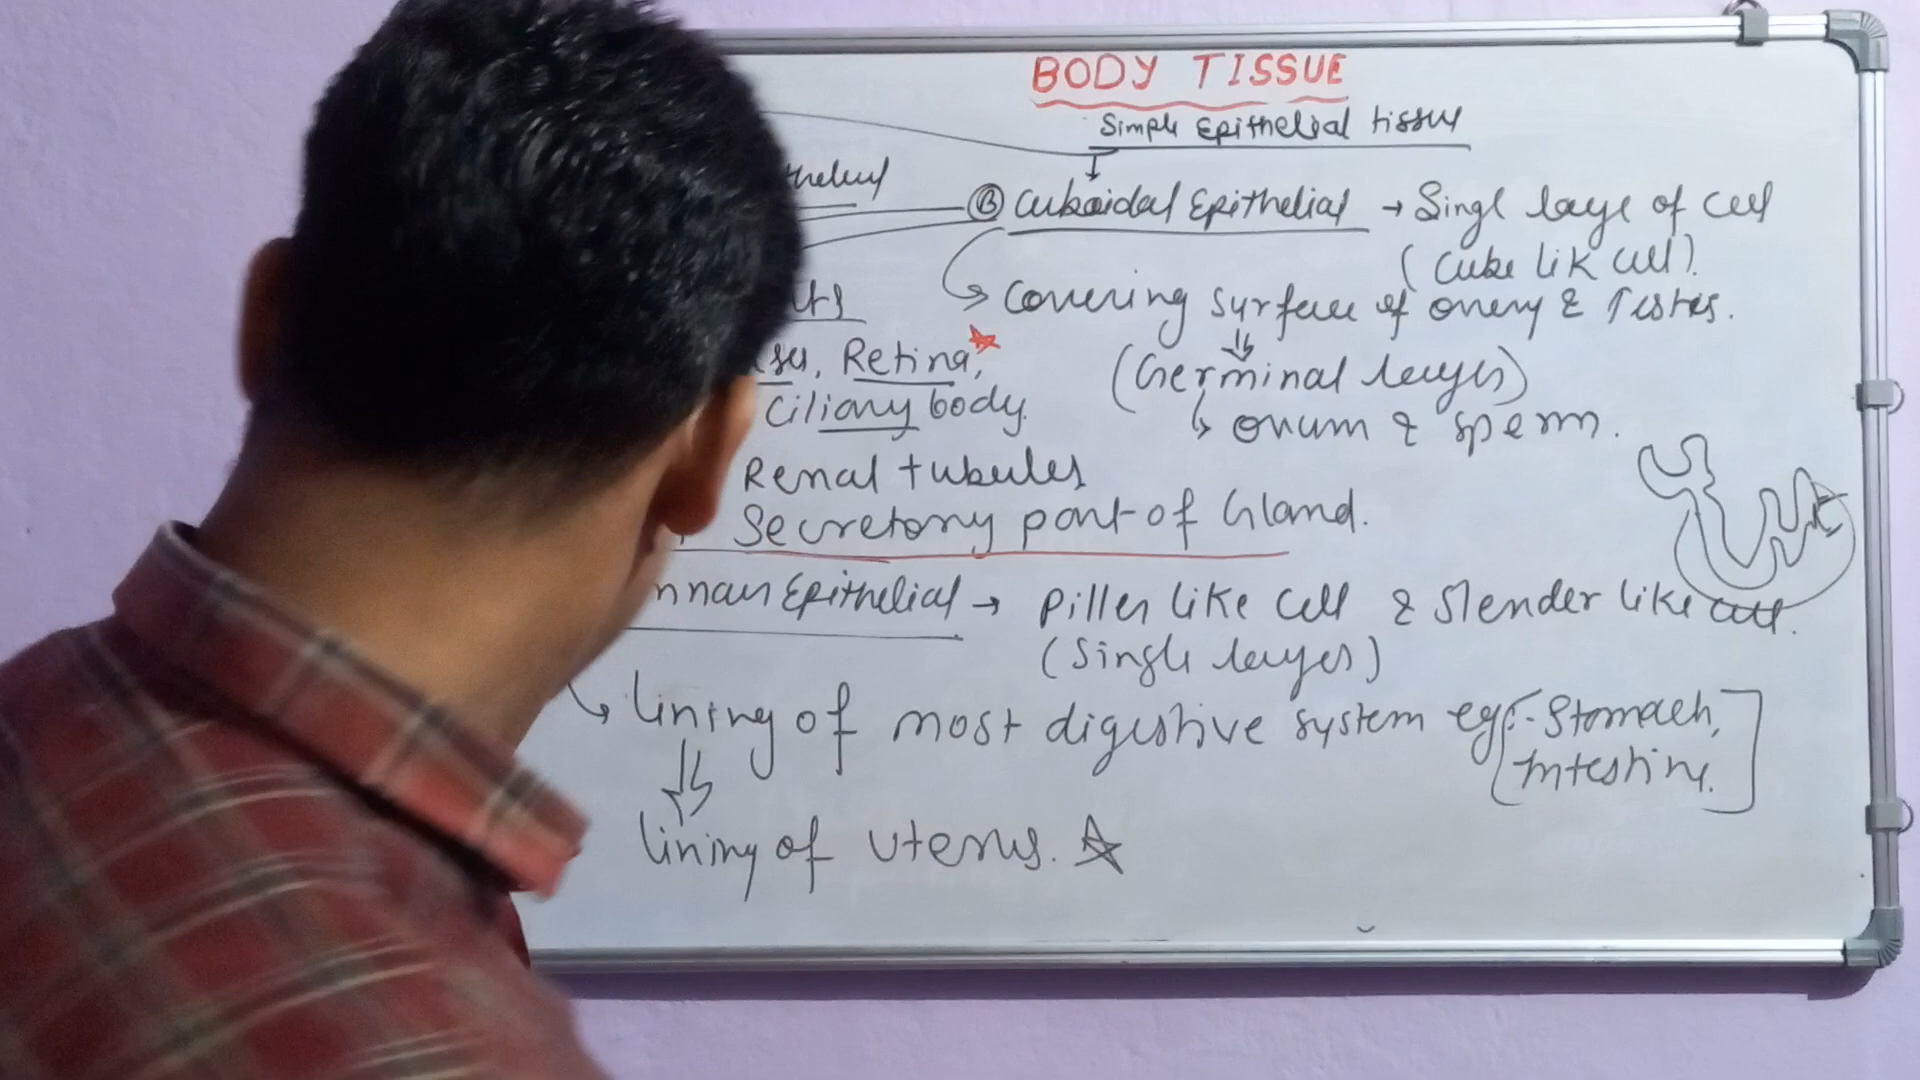 BODY TISSUE
Simple Epithelial tissue
Ⓑ Cuboidal Epithelial → Singl laye of cell
(Cube lik cell).
↳ Covering surface of overy & Testes.
Retina,
(Germinal layer)
Ciliary body.
↳ ovum & sperm.
Renal tubules
Secretory part of Gland.
Epithelial → Piller like cell & Slender like cell.
(Single layer)
↳ lining of most digestive system eg:- Stomach,
Intestine.
lining of uterus.